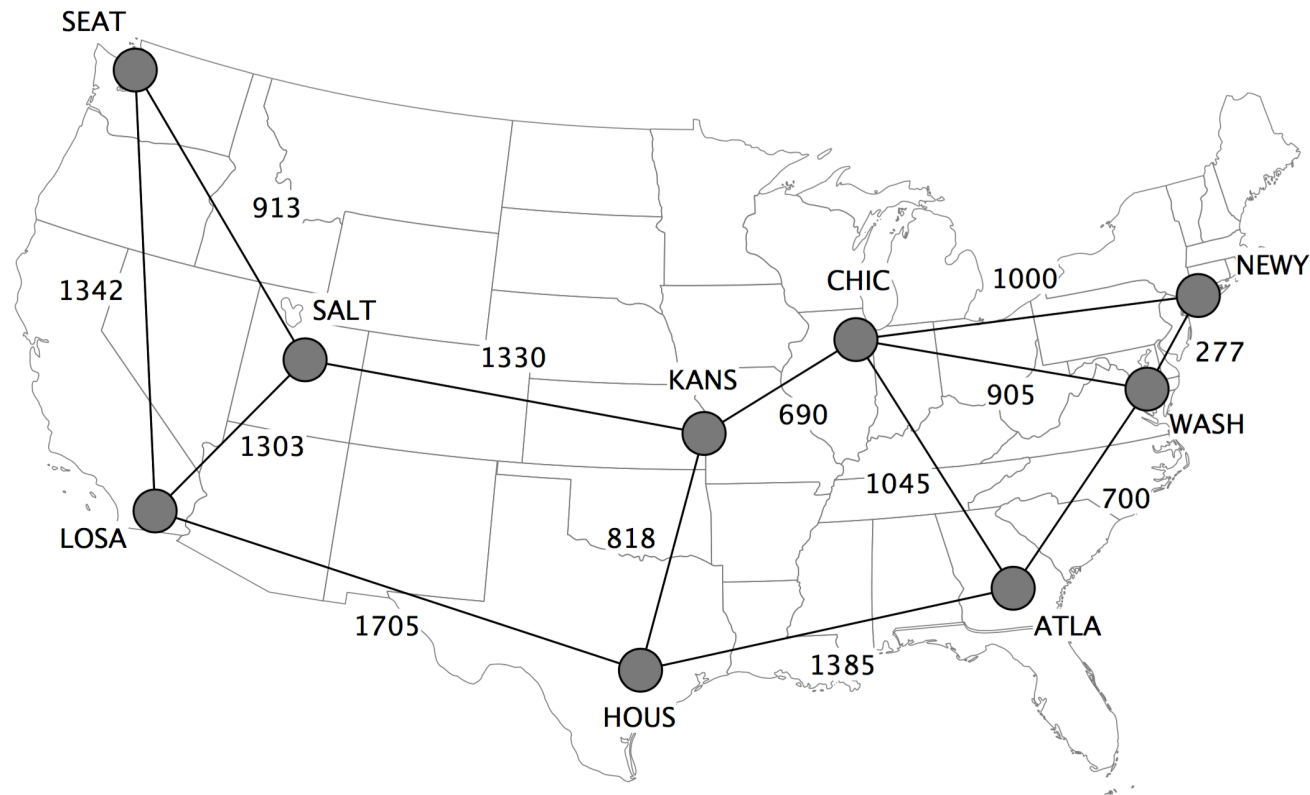 SEAT
913
1342
SALT
CHIC
1000
NEWY
277
1330
KANS
690
905
WASH
1303
1045
700
LOSA
818
1705
ATLA
1385
HOUS